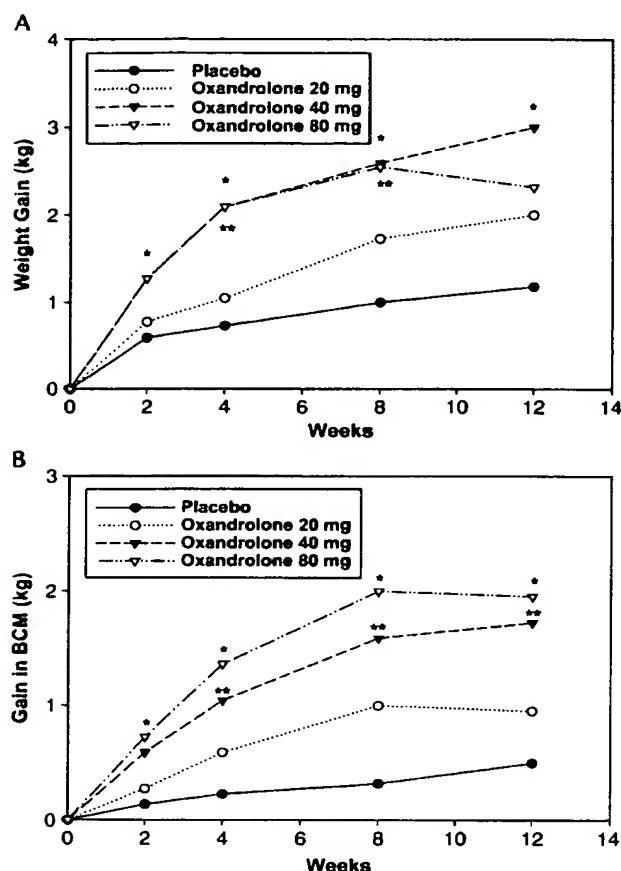 A
Placebo
Oxandrolone 20 mg
Oxandrolone 40 mg
Oxandrolone 80 mg
Weight Gain (kg)
4
3
2
1
0
*
*
**
*
**
*
0 2 4 6 8 10 12 14
Weeks
B
Placebo
Oxandrolone 20 mg
Oxandrolone 40 mg
Oxandrolone 80 mg
Gain in BCM (kg)
3
2
1
0
*
*
**
*
**
*
**
0 2 4 6 8 10 12 14
Weeks